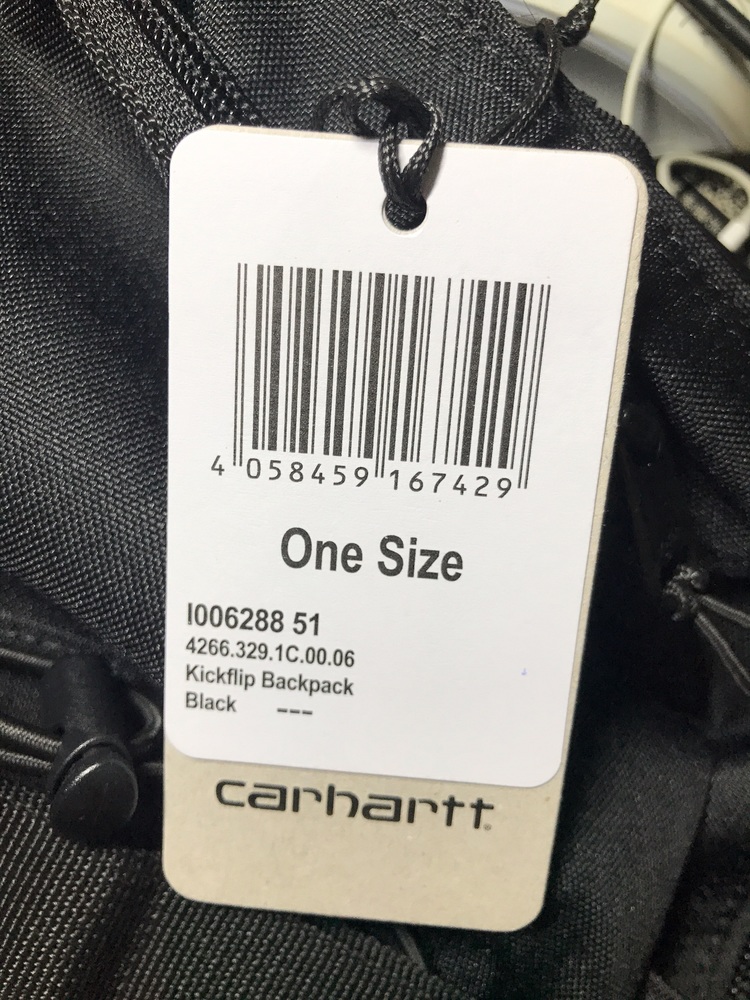 4 058459 167429
One Size
I006288 51
4266.329.1C.00.06
Kickflip Backpack
Black ---
carhartt